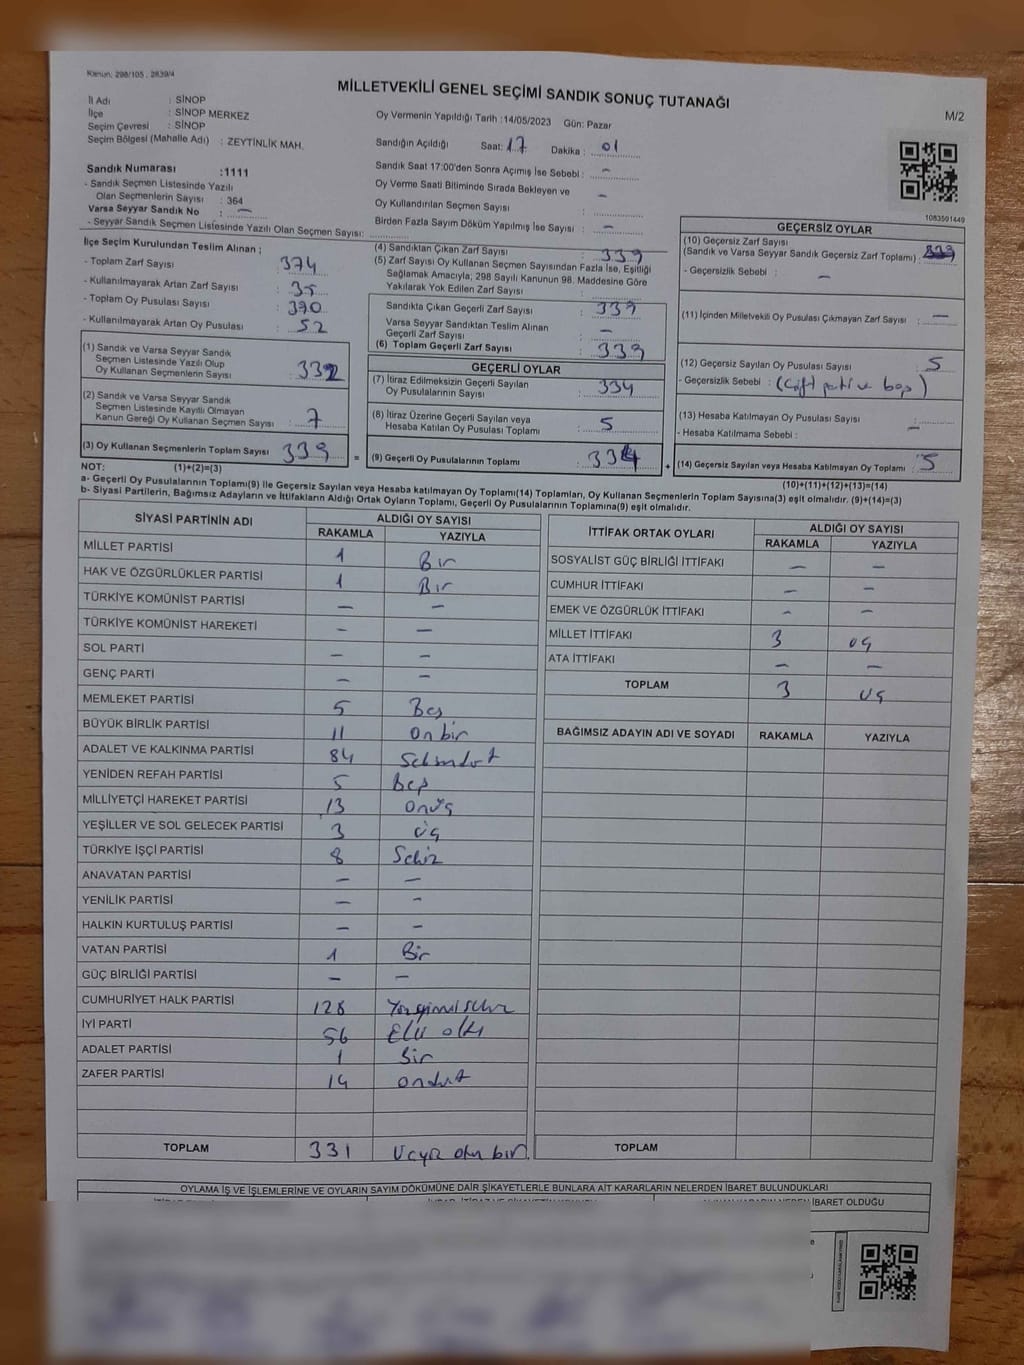 Kanun: 298/105 , 2839/4
MİLLETVEKİLİ GENEL SEÇİMİ SANDIK SONUÇ TUTANAĞI
M/2
İl Adı : SİNOP
İlçe : SİNOP MERKEZ
Seçim Çevresi : SİNOP
Seçim Bölgesi (Mahalle Adı) : ZEYTİNLİK MAH.
Oy Vermenin Yapıldığı Tarih :14/05/2023 Gün: Pazar
Sandığın Açıldığı Saat: 17 Dakika : 01
Sandık Saat 17:00'den Sonra Açımış İse Sebebi : -
Oy Verme Saati Bitiminde Sırada Bekleyen ve
Oy Kullandırılan Seçmen Sayısı : -
Birden Fazla Sayım Döküm Yapılmış İse Sayısı : -
Sandık Numarası :1111
- Sandık Seçmen Listesinde Yazılı
Olan Seçmenlerin Sayısı : 364
Varsa Seyyar Sandık No : -
- Seyyar Sandık Seçmen Listesinde Yazılı Olan Seçmen Sayısı:
1083591449
İlçe Seçim Kurulundan Teslim Alınan ;
- Toplam Zarf Sayısı : 374
- Kullanılmayarak Artan Zarf Sayısı : 35
- Toplam Oy Pusulası Sayısı : 390
- Kullanılmayarak Artan Oy Pusulası : 52
(1) Sandık ve Varsa Seyyar Sandık
Seçmen Listesinde Yazılı Olup
Oy Kullanan Seçmenlerin Sayısı : 332
(2) Sandık ve Varsa Seyyar Sandık
Seçmen Listesinde Kayıtlı Olmayan
Kanun Gereği Oy Kullanan Seçmen Sayısı : 7
(3) Oy Kullanan Seçmenlerin Toplam Sayısı : 339
(4) Sandıktan Çıkan Zarf Sayısı : 339
(5) Zarf Sayısı Oy Kullanan Seçmen Sayısından Fazla İse, Eşitliği
Sağlamak Amacıyla; 298 Sayılı Kanunun 98. Maddesine Göre
Yakılarak Yok Edilen Zarf Sayısı :
Sandıkta Çıkan Geçerli Zarf Sayısı : 339
Varsa Seyyar Sandıktan Teslim Alınan
Geçerli Zarf Sayısı : -
(6) Toplam Geçerli Zarf Sayısı : 339
GEÇERLİ OYLAR
(7) İtiraz Edilmeksizin Geçerli Sayılan
Oy Pusulalarının Sayısı : 334
(8) İtiraz Üzerine Geçerli Sayılan veya
Hesaba Katılan Oy Pusulası Toplamı : 5
= (9) Geçerli Oy Pusulalarının Toplamı : 334
GEÇERSİZ OYLAR
(10) Geçersiz Zarf Sayısı
(Sandık ve Varsa Seyyar Sandık Geçersiz Zarf Toplamı) :
- Geçersizlik Sebebi : -
(11) İçinden Milletvekili Oy Pusulası Çıkmayan Zarf Sayısı : -
(12) Geçersiz Sayılan Oy Pusulası Sayısı : 5
- Geçersizlik Sebebi : (Çift parti ve boş)
(13) Hesaba Katılmayan Oy Pusulası Sayısı : -
- Hesaba Katılmama Sebebi :
+ (14) Geçersiz Sayılan veya Hesaba Katılmayan Oy Toplamı : 5
NOT: (1)+(2)=(3)
(10)+(11)+(12)+(13)=(14)
a- Geçerli Oy Pusulalarının Toplamı(9) İle Geçersiz Sayılan veya Hesaba katılmayan Oy Toplamı(14) Toplamları, Oy Kullanan Seçmenlerin Toplam Sayısına(3) eşit olmalıdır. (9)+(14)=(3)
b- Siyasi Partilerin, Bağımsız Adayların ve İttifakların Aldığı Ortak Oyların Toplamı, Geçerli Oy Pusulalarının Toplamına(9) eşit olmalıdır.
SİYASİ PARTİNİN ADI ALDIĞI OY SAYISI
RAKAMLA YAZIYLA
MİLLET PARTİSİ 1 Bir
HAK VE ÖZGÜRLÜKLER PARTİSİ 1 Bir
TÜRKİYE KOMÜNİST PARTİSİ - -
TÜRKİYE KOMÜNİST HAREKETİ - -
SOL PARTİ - -
GENÇ PARTİ - -
MEMLEKET PARTİSİ 5 Beş
BÜYÜK BİRLİK PARTİSİ 11 Onbir
ADALET VE KALKINMA PARTİSİ 84 Seksendört
YENİDEN REFAH PARTİSİ 5 Beş
MİLLİYETÇİ HAREKET PARTİSİ 13 Onüç
YEŞİLLER VE SOL GELECEK PARTİSİ 3 Üç
TÜRKİYE İŞÇİ PARTİSİ 8 Sekiz
ANAVATAN PARTİSİ - -
YENİLİK PARTİSİ - -
HALKIN KURTULUŞ PARTİSİ - -
VATAN PARTİSİ 1 Bir
GÜÇ BİRLİĞİ PARTİSİ - -
CUMHURİYET HALK PARTİSİ 128 Yüzyirmisekiz
İYİ PARTİ 56 Elli altı
ADALET PARTİSİ 1 Bir
ZAFER PARTİSİ 14 Ondört
TOPLAM 331 Üçyüz otuz bir
İTTİFAK ORTAK OYLARI ALDIĞI OY SAYISI
RAKAMLA YAZIYLA
SOSYALİST GÜÇ BİRLİĞİ İTTİFAKI - -
CUMHUR İTTİFAKI - -
EMEK VE ÖZGÜRLÜK İTTİFAKI - -
MİLLET İTTİFAKI 3 üç
ATA İTTİFAKI - -
TOPLAM 3 üç
BAĞIMSIZ ADAYIN ADI VE SOYADI RAKAMLA YAZIYLA
TOPLAM
OYLAMA İŞ VE İŞLEMLERİNE VE OYLARIN SAYIM DÖKÜMÜNE DAİR ŞİKAYETLERLE BUNLARA AİT KARARLARIN NELERDEN İBARET BULUNDUKLARI
İBARET OLDUĞU